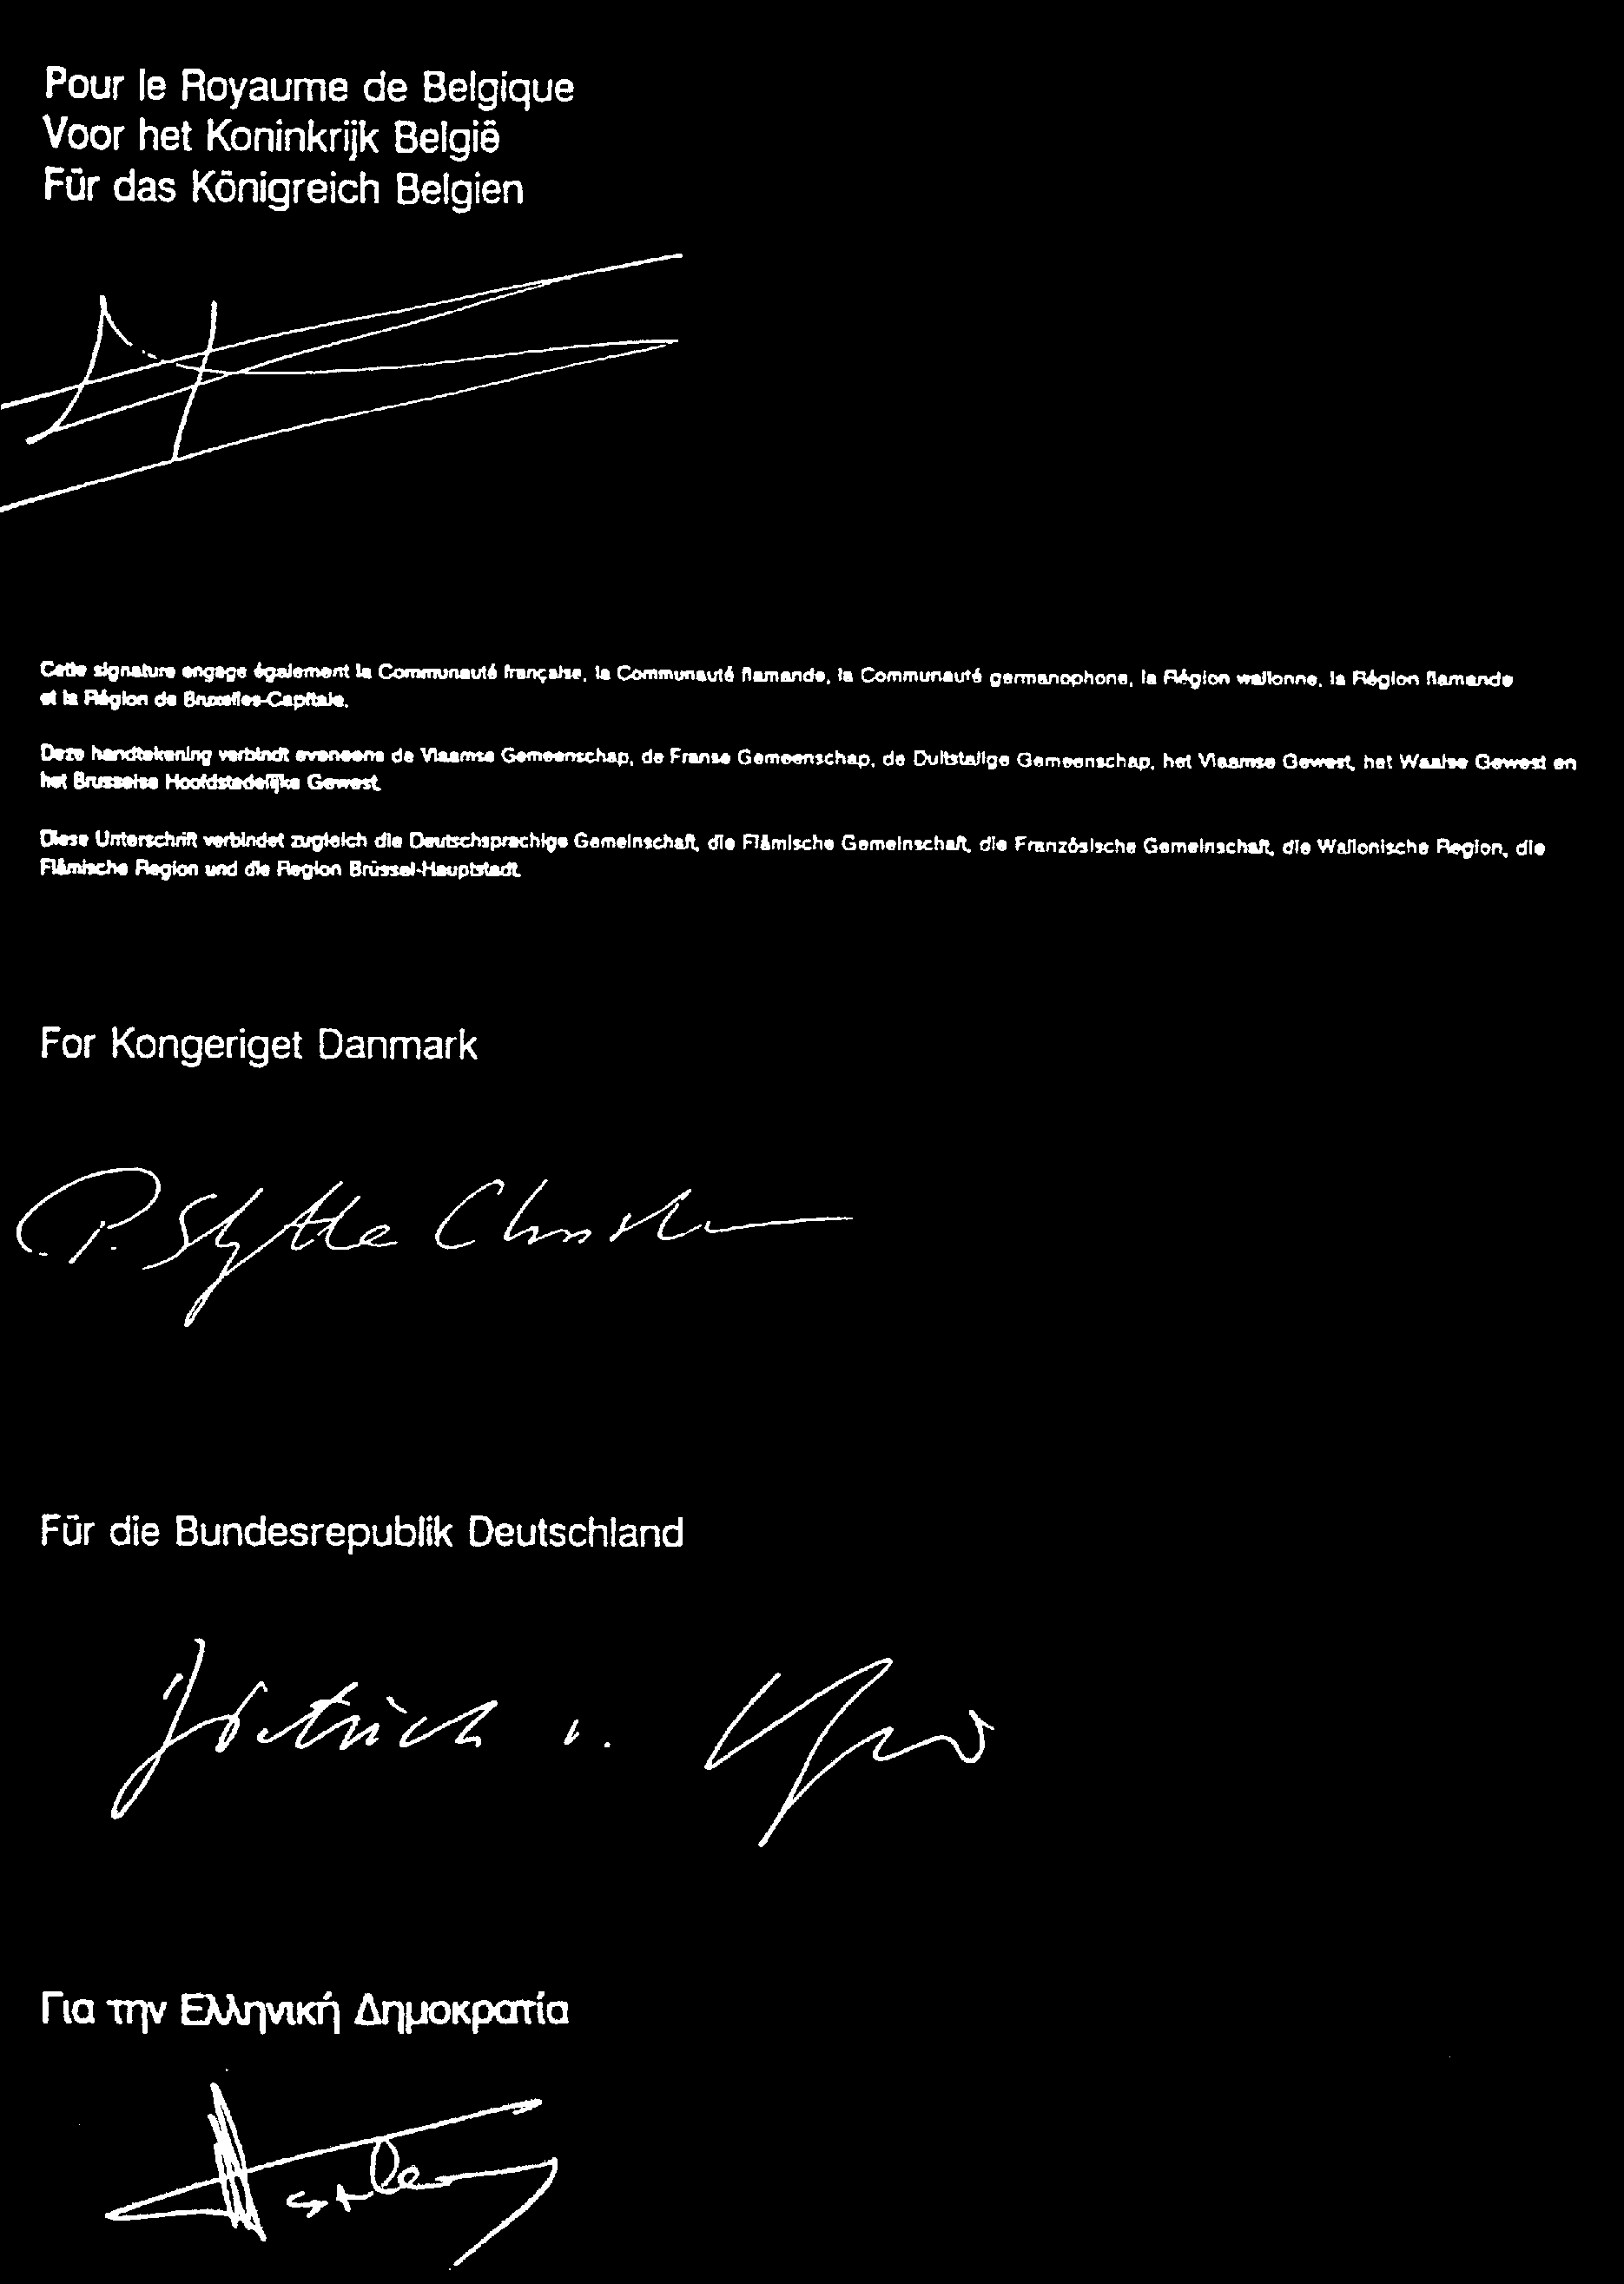 Pour le Royaume de Belgique
Voor het Koninkrijk België
Für das Königreich Belgien
Cette signature engage également la Communauté française, la Communauté flamande, la Communauté germanophone, la Région wallonne, la Région flamande
et la Région de Bruxelles-Capitale.
Deze handtekening verbindt eveneens de Vlaamse Gemeenschap, de Franse Gemeenschap, de Duitstalige Gemeenschap, het Vlaamse Gewest, het Waalse Gewest en
het Brusselse Hoofdstedelijke Gewest.
Diese Unterschrift verbindet zugleich die Deutschsprachige Gemeinschaft, die Flämische Gemeinschaft, die Französische Gemeinschaft, die Wallonische Region, die
Flämische Region und die Region Brüssel-Hauptstadt.
For Kongeriget Danmark
P.
Für die Bundesrepublik Deutschland
Για την Ελληνική Δημοκρατία